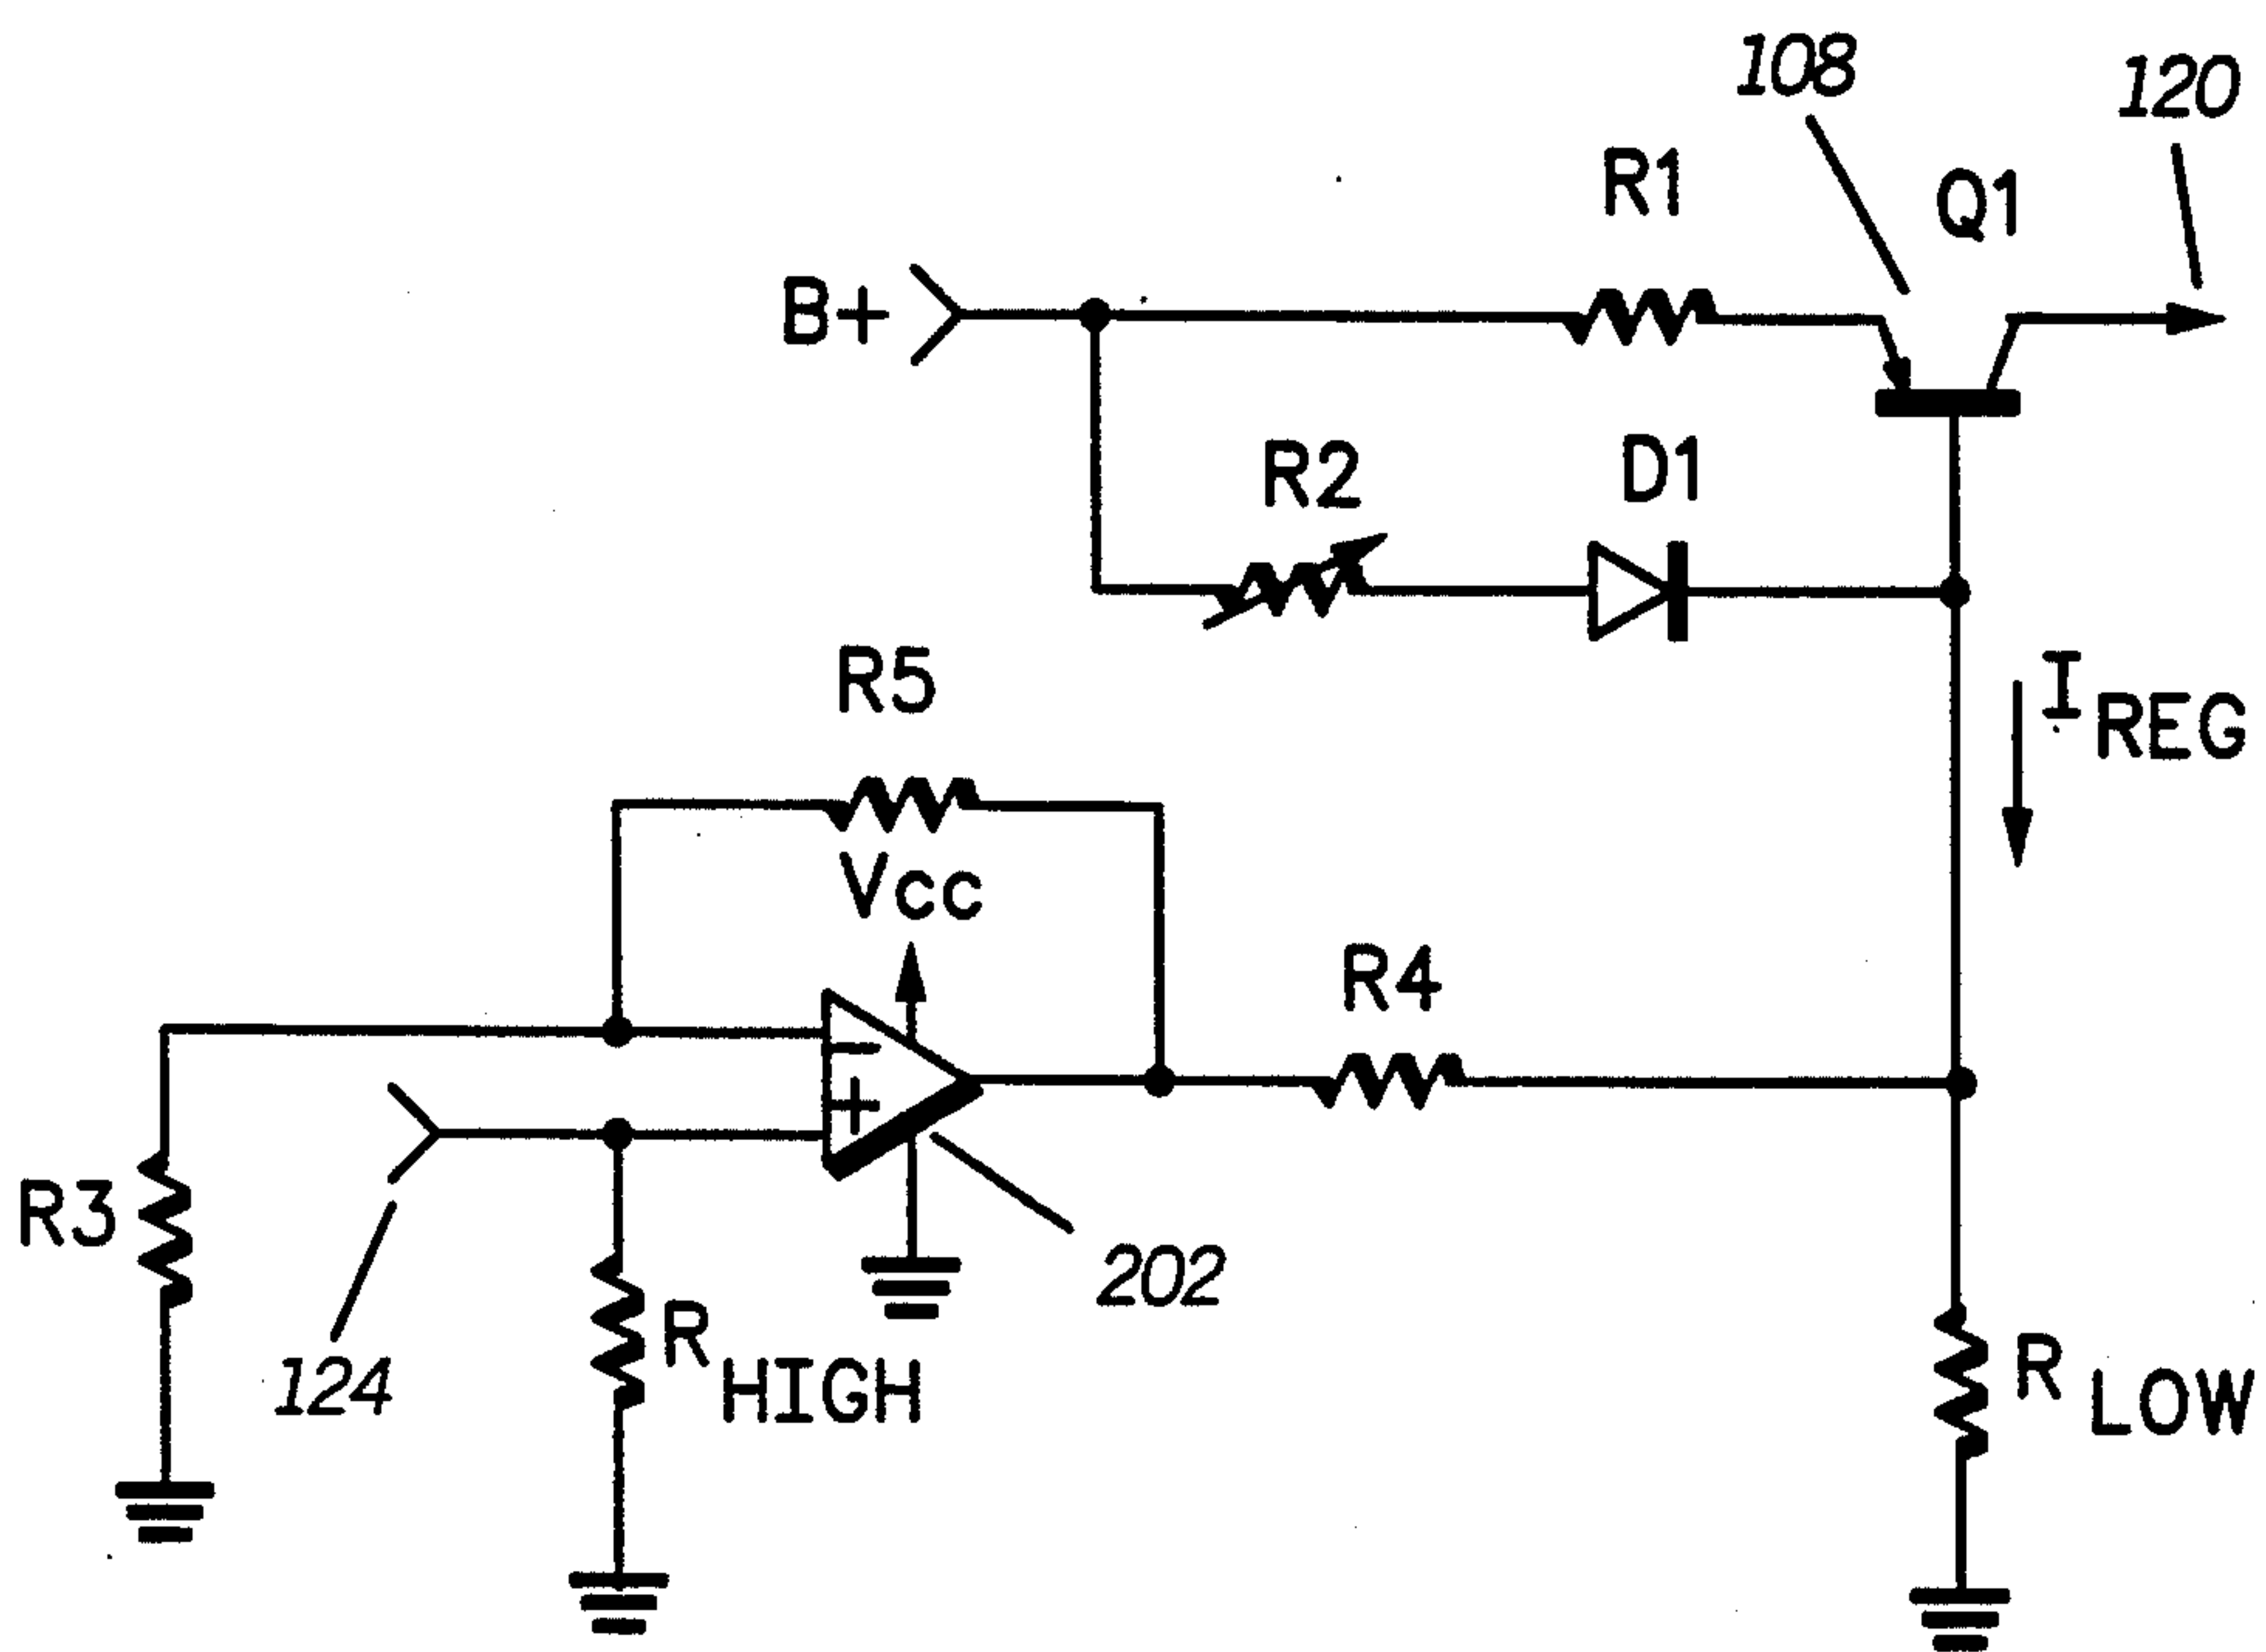 108
120
R1
Q1
B+
R2
D1
R5
I REG
Vcc
R4
−
+
R3
202
R HIGH
124
R LOW